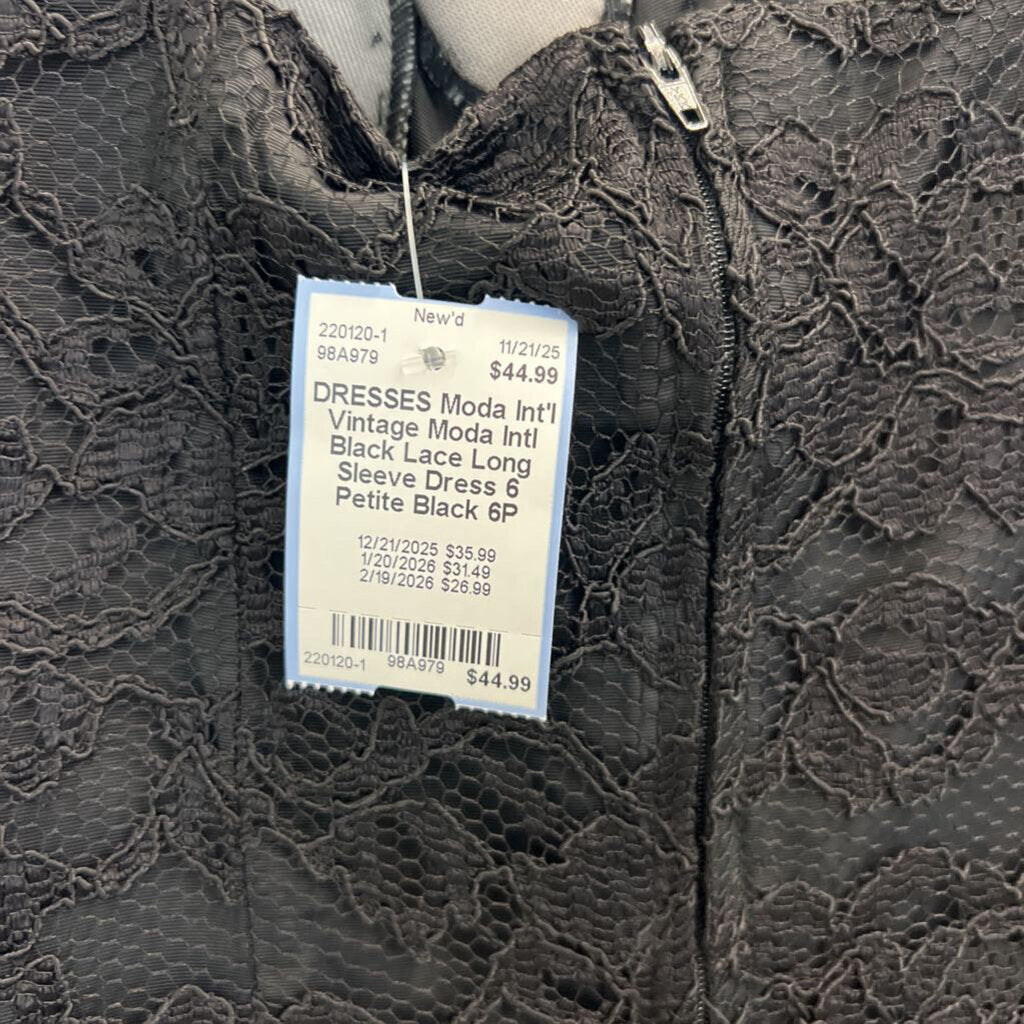 New'd
220120-1 11/21/25
98A979 $44.99
DRESSES Moda Int'l
Vintage Moda Intl
Black Lace Long
Sleeve Dress 6
Petite Black 6P
12/21/2025 $35.99
1/20/2026 $31.49
2/19/2026 $26.99
220120-1 98A979 $44.99